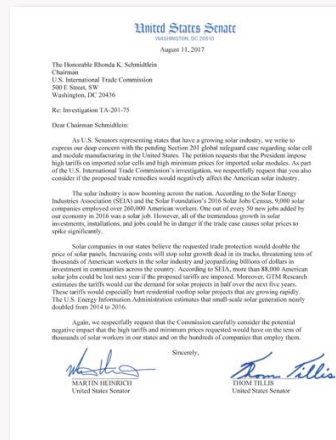 United States Senate
WASHINGTON, DC 20510
August 11, 2017
The Honorable Rhonda K. Schmidtlein
Chairman
U.S. International Trade Commission
500 E Street, SW
Washington, DC 20436
Re: Investigation TA-201-75
Dear Chairman Schmidtlein:
As U.S. Senators representing states that have a growing solar industry, we write to
express our deep concern with the pending Section 201 global safeguard case regarding solar cell
and module manufacturing in the United States. The petition requests that the President impose
high tariffs on imported solar cells and high minimum prices for imported solar modules. As part
of the U.S. International Trade Commission's investigation, we respectfully request that you also
consider if the proposed trade remedies would negatively affect the American solar industry.
The solar industry is now booming across the nation. According to the Solar Energy
Industries Association (SEIA) and the Solar Foundation's 2016 Solar Jobs Census, 9,000 solar
companies employed over 260,000 American workers. One out of every 50 new jobs added by
our economy in 2016 was a solar job. However, all of the tremendous growth in solar
investments, installations, and jobs could be in danger if the trade case causes solar prices to
spike significantly.
Solar companies in our states believe the requested trade protection would double the
price of solar panels. Increasing costs will stop solar growth dead in its tracks, threatening tens of
thousands of American workers in the solar industry and jeopardizing billions of dollars in
investment in communities across the country. According to SEIA, more than 88,000 American
solar jobs could be lost next year if the proposed tariffs are imposed. Moreover, GTM Research
estimates the tariffs would cut the demand for solar projects in half over the next five years.
These tariffs would especially hurt residential rooftop solar projects that are growing rapidly.
The U.S. Energy Information Administration estimates that small-scale solar generation nearly
doubled from 2014 to 2016.
Again, we respectfully request that the Commission carefully consider the potential
negative impact that the high tariffs and minimum prices requested would have on the tens of
thousands of solar workers in our states and on the hundreds of companies that employ them.
Sincerely,
MARTIN HEINRICH
United States Senator
Thom Tillis
THOM TILLIS
United States Senator